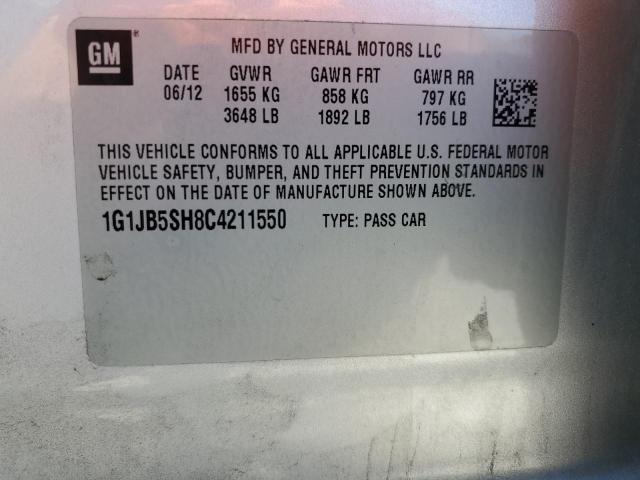 GM
MFD BY GENERAL MOTORS LLC
DATE GVWR GAWR FRT GAWR RR
06/12 1655 KG 858 KG 797 KG
3648 LB 1892 LB 1756 LB
THIS VEHICLE CONFORMS TO ALL APPLICABLE U.S. FEDERAL MOTOR
VEHICLE SAFETY, BUMPER, AND THEFT PREVENTION STANDARDS IN
EFFECT ON THE DATE OF MANUFACTURE SHOWN ABOVE.
1G1JB5SH8C4211550 TYPE: PASS CAR